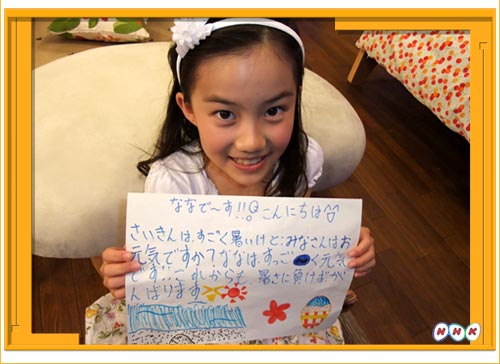 ななで〜す!!こんにちは
さいきんは、すごく暑いけど・みなさんはお
元気ですか?ななは、すっご〜く元気
です!!これからも、暑さに負けずがが
んばります
NHK